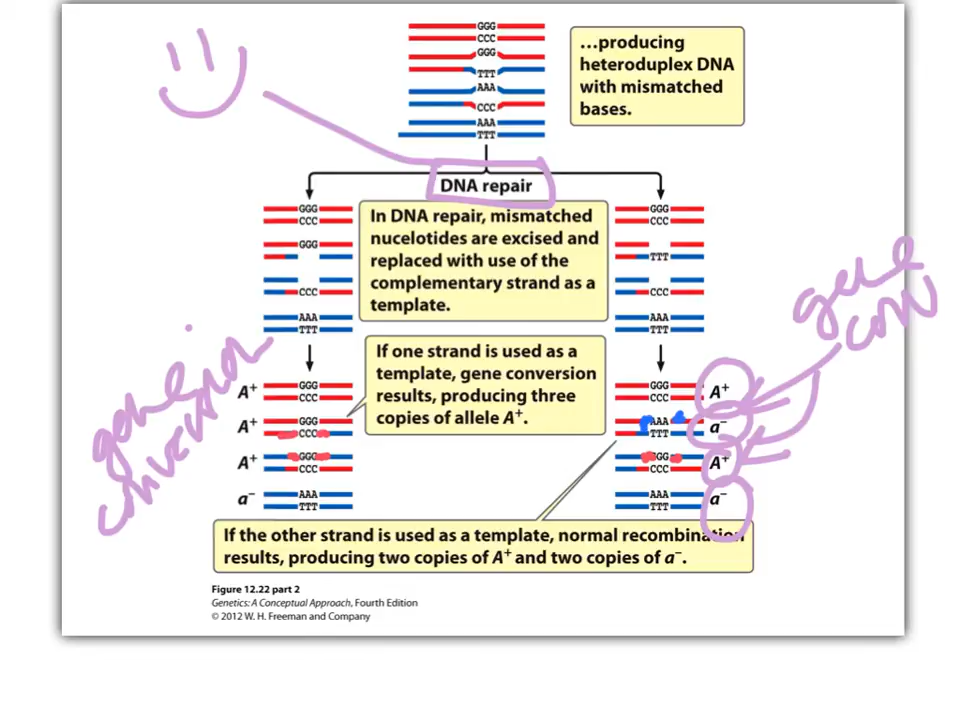 GGG
CCC
GGG
TTT
AAA
CCC
AAA
TTT
...producing
heteroduplex DNA
with mismatched
bases.
DNA repair
GGG
CCC
GGG
CCC
AAA
TTT
In DNA repair, mismatched
nucelotides are excised and
replaced with use of the
complementary strand as a
template.
GGG
CCC
TTT
CCC
AAA
TTT
gene
con
gene
conversion
If one strand is used as a
template, gene conversion
results, producing three
copies of allele A⁺.
A⁺ GGG
CCC
A⁺ GGG
CCC
A⁺ GGG
CCC
a⁻ AAA
TTT
GGG A⁺
CCC
AAA a⁻
TTT
GGG A⁺
CCC
AAA a⁻
TTT
If the other strand is used as a template, normal recombination
results, producing two copies of A⁺ and two copies of a⁻.
Figure 12.22 part 2
Genetics: A Conceptual Approach, Fourth Edition
© 2012 W. H. Freeman and Company